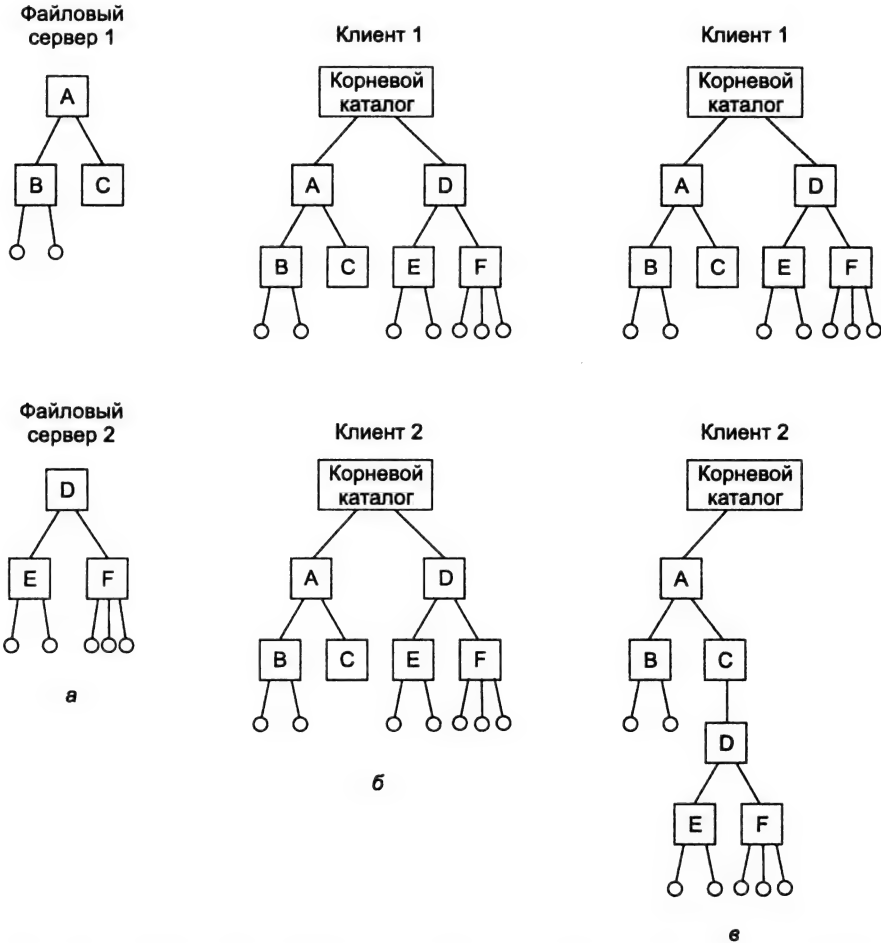 Файловый
сервер 1
A
B
C
Клиент 1
Корневой
каталог
A
D
B
C
E
F
Клиент 1
Корневой
каталог
A
D
B
C
E
F
Файловый
сервер 2
D
E
F
а
Клиент 2
Корневой
каталог
A
D
B
C
E
F
б
Клиент 2
Корневой
каталог
A
B
C
D
E
F
в